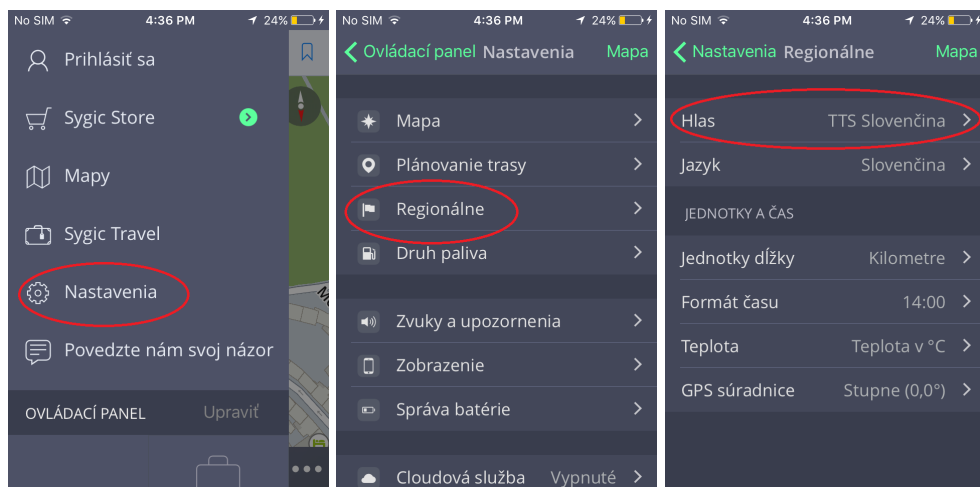 No SIM 4:36 PM 24%
Prihlásiť sa
Sygic Store
Mapy
Sygic Travel
Nastavenia
Povedzte nám svoj názor
OVLÁDACÍ PANEL Upraviť
No SIM 4:36 PM 24%
Ovládací panel Nastavenia Mapa
Mapa
Plánovanie trasy
Regionálne
Druh paliva
Zvuky a upozornenia
Zobrazenie
Správa batérie
Cloudová služba Vypnuté
No SIM 4:36 PM 24%
Nastavenia Regionálne Mapa
Hlas TTS Slovenčina
Jazyk Slovenčina
JEDNOTKY A ČAS
Jednotky dĺžky Kilometre
Formát času 14:00
Teplota Teplota v °C
GPS súradnice Stupne (0,0°)